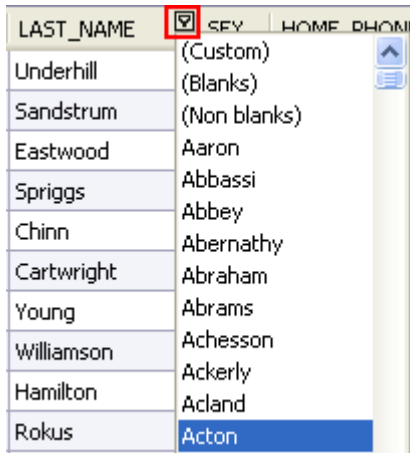 LAST_NAME SEX HOME_PHON
Underhill
Sandstrum
Eastwood
Spriggs
Chinn
Cartwright
Young
Williamson
Hamilton
Rokus
(Custom)
(Blanks)
(Non blanks)
Aaron
Abbassi
Abbey
Abernathy
Abraham
Abrams
Achesson
Ackerly
Acland
Acton